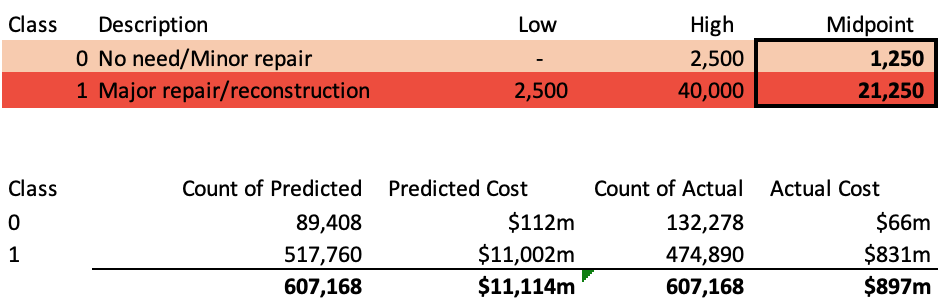 Class Description Low High Midpoint
0 No need/Minor repair - 2,500 1,250
1 Major repair/reconstruction 2,500 40,000 21,250
Class Count of Predicted Predicted Cost Count of Actual Actual Cost
0 89,408 $112m 132,278 $66m
1 517,760 $11,002m 474,890 $831m
607,168 $11,114m 607,168 $897m